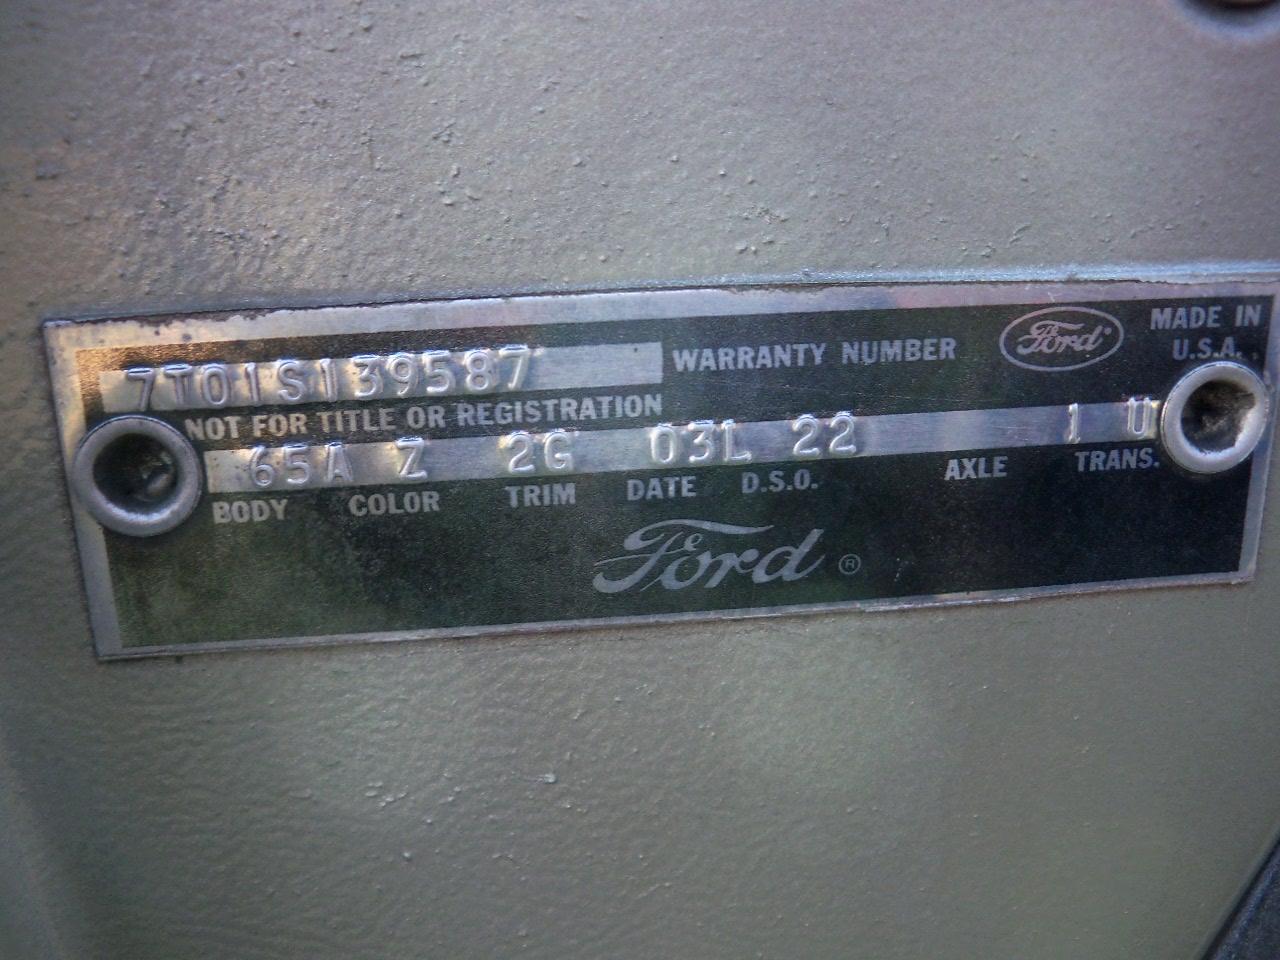 7T01S139587 WARRANTY NUMBER Ford MADE IN
U.S.A.
NOT FOR TITLE OR REGISTRATION
65A Z 2G 03L 22 1 U
BODY COLOR TRIM DATE D.S.O. AXLE TRANS.
Ford ®